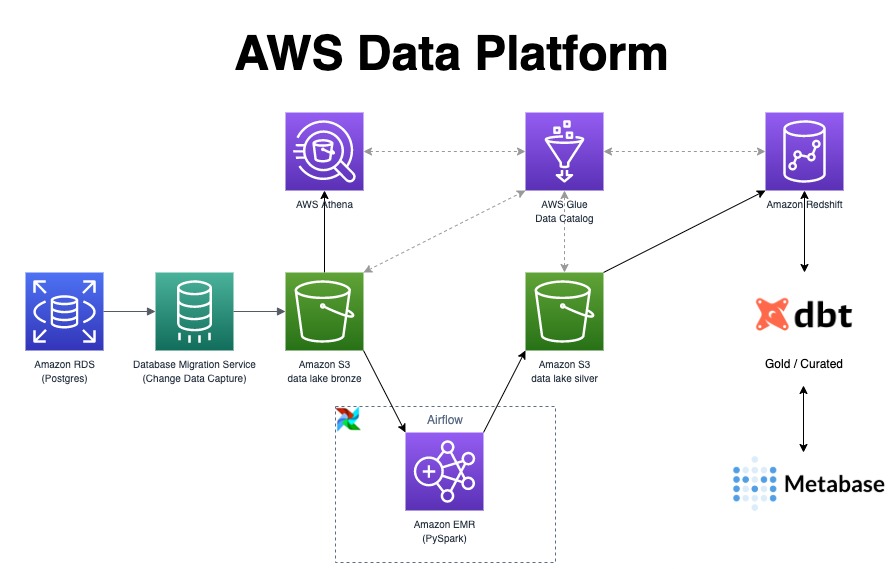 AWS Data Platform
AWS Athena
AWS Glue
Data Catalog
Amazon Redshift
Amazon RDS
(Postgres)
Database Migration Service
(Change Data Capture)
Amazon S3
data lake bronze
Amazon S3
data lake silver
dbt
Gold / Curated
Airflow
Amazon EMR
(PySpark)
Metabase